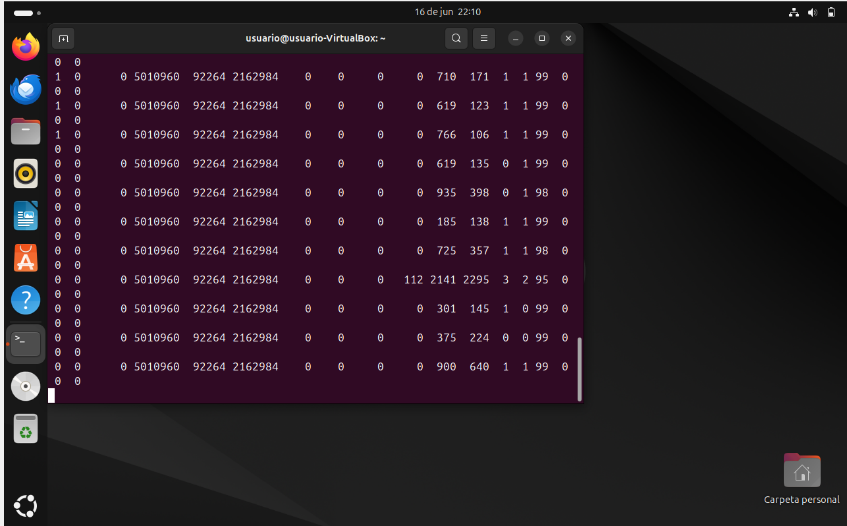 16 de jun 22:10
usuario@usuario-VirtualBox: ~
0 0
1 0 0 5010960 92264 2162984 0 0 0 0 710 171 1 1 99 0
0 0
1 0 0 5010960 92264 2162984 0 0 0 0 619 123 1 1 99 0
0 0
1 0 0 5010960 92264 2162984 0 0 0 0 766 106 1 1 99 0
0 0
0 0 0 5010960 92264 2162984 0 0 0 0 619 135 0 1 99 0
0 0
0 0 0 5010960 92264 2162984 0 0 0 0 935 398 0 1 98 0
0 0
0 0 0 5010960 92264 2162984 0 0 0 0 185 138 1 1 99 0
0 0
0 0 0 5010960 92264 2162984 0 0 0 0 725 357 1 1 98 0
0 0
0 0 0 5010960 92264 2162984 0 0 0 112 2141 2295 3 2 95 0
0 0
0 0 0 5010960 92264 2162984 0 0 0 0 301 145 1 0 99 0
0 0
0 0 0 5010960 92264 2162984 0 0 0 0 375 224 0 0 99 0
0 0
0 0 0 5010960 92264 2162984 0 0 0 0 900 640 1 1 99 0
0 0
Carpeta personal